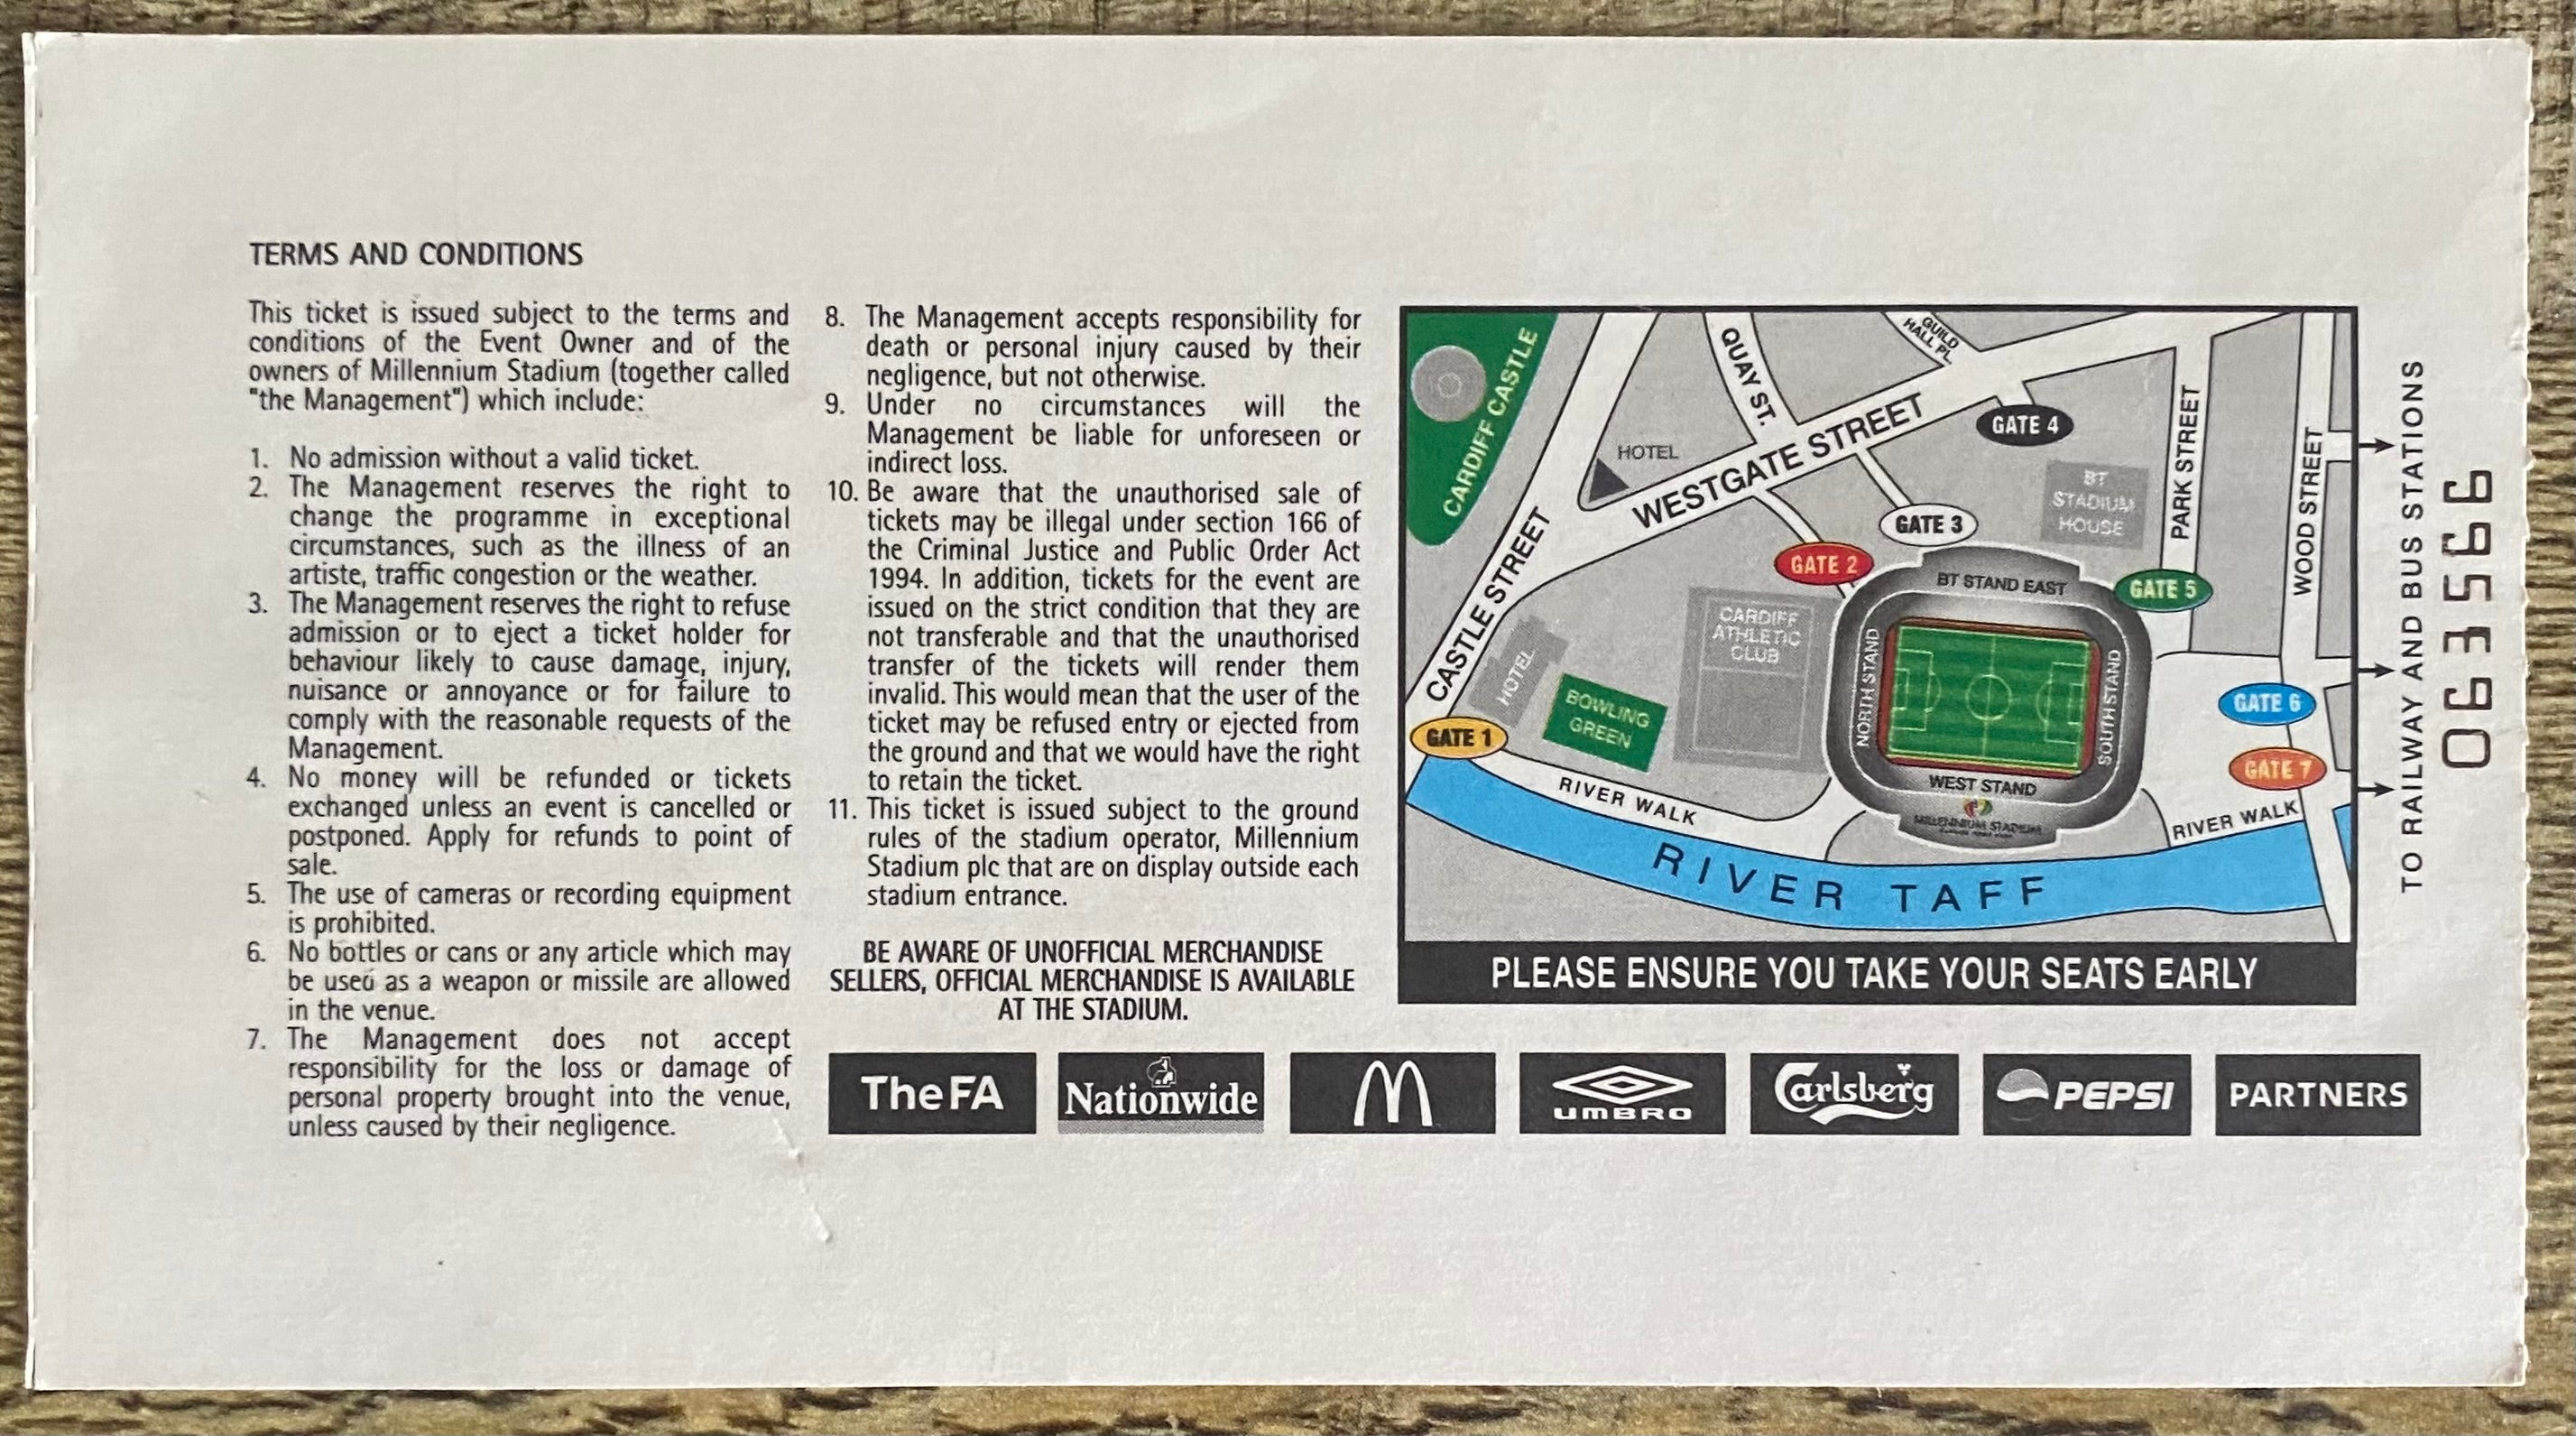 TERMS AND CONDITIONS
This ticket is issued subject to the terms and
conditions of the Event Owner and of the
owners of Millennium Stadium (together called
"the Management") which include:
1. No admission without a valid ticket.
2. The Management reserves the right to
change the programme in exceptional
circumstances, such as the illness of an
artiste, traffic congestion or the weather.
3. The Management reserves the right to refuse
admission or to eject a ticket holder for
behaviour likely to cause damage, injury,
nuisance or annoyance or for failure to
comply with the reasonable requests of the
Management.
4. No money will be refunded or tickets
exchanged unless an event is cancelled or
postponed. Apply for refunds to point of
sale.
5. The use of cameras or recording equipment
is prohibited.
6. No bottles or cans or any article which may
be used as a weapon or missile are allowed
in the venue.
7. The Management does not accept
responsibility for the loss or damage of
personal property brought into the venue,
unless caused by their negligence.
8. The Management accepts responsibility for
death or personal injury caused by their
negligence, but not otherwise.
9. Under no circumstances will the
Management be liable for unforeseen or
indirect loss.
10. Be aware that the unauthorised sale of
tickets may be illegal under section 166 of
the Criminal Justice and Public Order Act
1994. In addition, tickets for the event are
issued on the strict condition that they are
not transferable and that the unauthorised
transfer of the tickets will render them
invalid. This would mean that the user of the
ticket may be refused entry or ejected from
the ground and that we would have the right
to retain the ticket.
11. This ticket is issued subject to the ground
rules of the stadium operator, Millennium
Stadium plc that are on display outside each
stadium entrance.
BE AWARE OF UNOFFICIAL MERCHANDISE
SELLERS, OFFICIAL MERCHANDISE IS AVAILABLE
AT THE STADIUM.
CARDIFF CASTLE
QUAY ST.
GUILD
HALL PL.
HOTEL
WESTGATE STREET
GATE 4
PARK STREET
WOOD STREET
BT
STADIUM
HOUSE
GATE 3
GATE 2
GATE 5
CASTLE STREET
HOTEL
BOWLING
GREEN
CARDIFF
ATHLETIC
CLUB
BT STAND EAST
NORTH STAND
SOUTH STAND
WEST STAND
MILLENNIUM STADIUM
GATE 1
GATE 6
GATE 7
RIVER WALK
RIVER WALK
RIVER TAFF
PLEASE ENSURE YOU TAKE YOUR SEATS EARLY
TO RAILWAY AND BUS STATIONS
The FA
Nationwide
M
UMBRO
Carlsberg
PEPSI
PARTNERS